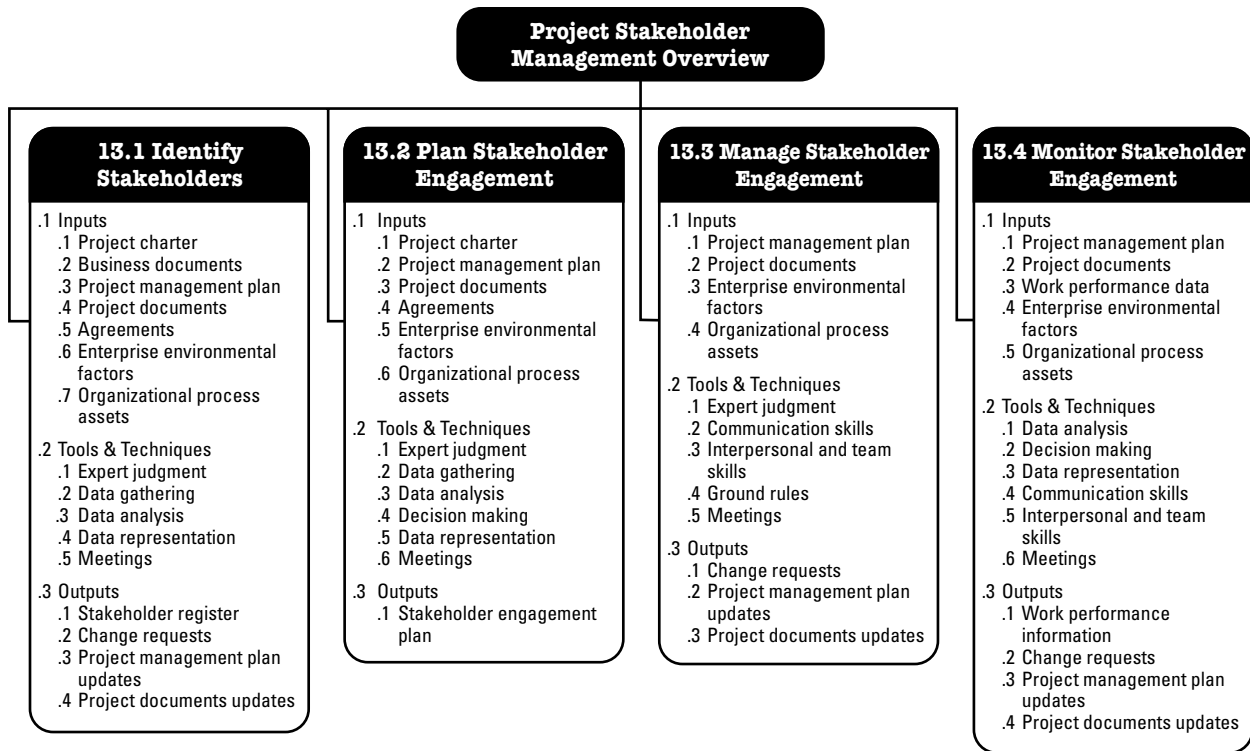 Project Stakeholder
Management Overview
13.1 Identify
Stakeholders
.1 Inputs
.1 Project charter
.2 Business documents
.3 Project management plan
.4 Project documents
.5 Agreements
.6 Enterprise environmental
factors
.7 Organizational process
assets
.2 Tools & Techniques
.1 Expert judgment
.2 Data gathering
.3 Data analysis
.4 Data representation
.5 Meetings
.3 Outputs
.1 Stakeholder register
.2 Change requests
.3 Project management plan
updates
.4 Project documents updates
13.2 Plan Stakeholder
Engagement
.1 Inputs
.1 Project charter
.2 Project management plan
.3 Project documents
.4 Agreements
.5 Enterprise environmental
factors
.6 Organizational process
assets
.2 Tools & Techniques
.1 Expert judgment
.2 Data gathering
.3 Data analysis
.4 Decision making
.5 Data representation
.6 Meetings
.3 Outputs
.1 Stakeholder engagement
plan
13.3 Manage Stakeholder
Engagement
.1 Inputs
.1 Project management plan
.2 Project documents
.3 Enterprise environmental
factors
.4 Organizational process
assets
.2 Tools & Techniques
.1 Expert judgment
.2 Communication skills
.3 Interpersonal and team
skills
.4 Ground rules
.5 Meetings
.3 Outputs
.1 Change requests
.2 Project management plan
updates
.3 Project documents updates
13.4 Monitor Stakeholder
Engagement
.1 Inputs
.1 Project management plan
.2 Project documents
.3 Work performance data
.4 Enterprise environmental
factors
.5 Organizational process
assets
.2 Tools & Techniques
.1 Data analysis
.2 Decision making
.3 Data representation
.4 Communication skills
.5 Interpersonal and team
skills
.6 Meetings
.3 Outputs
.1 Work performance
information
.2 Change requests
.3 Project management plan
updates
.4 Project documents updates